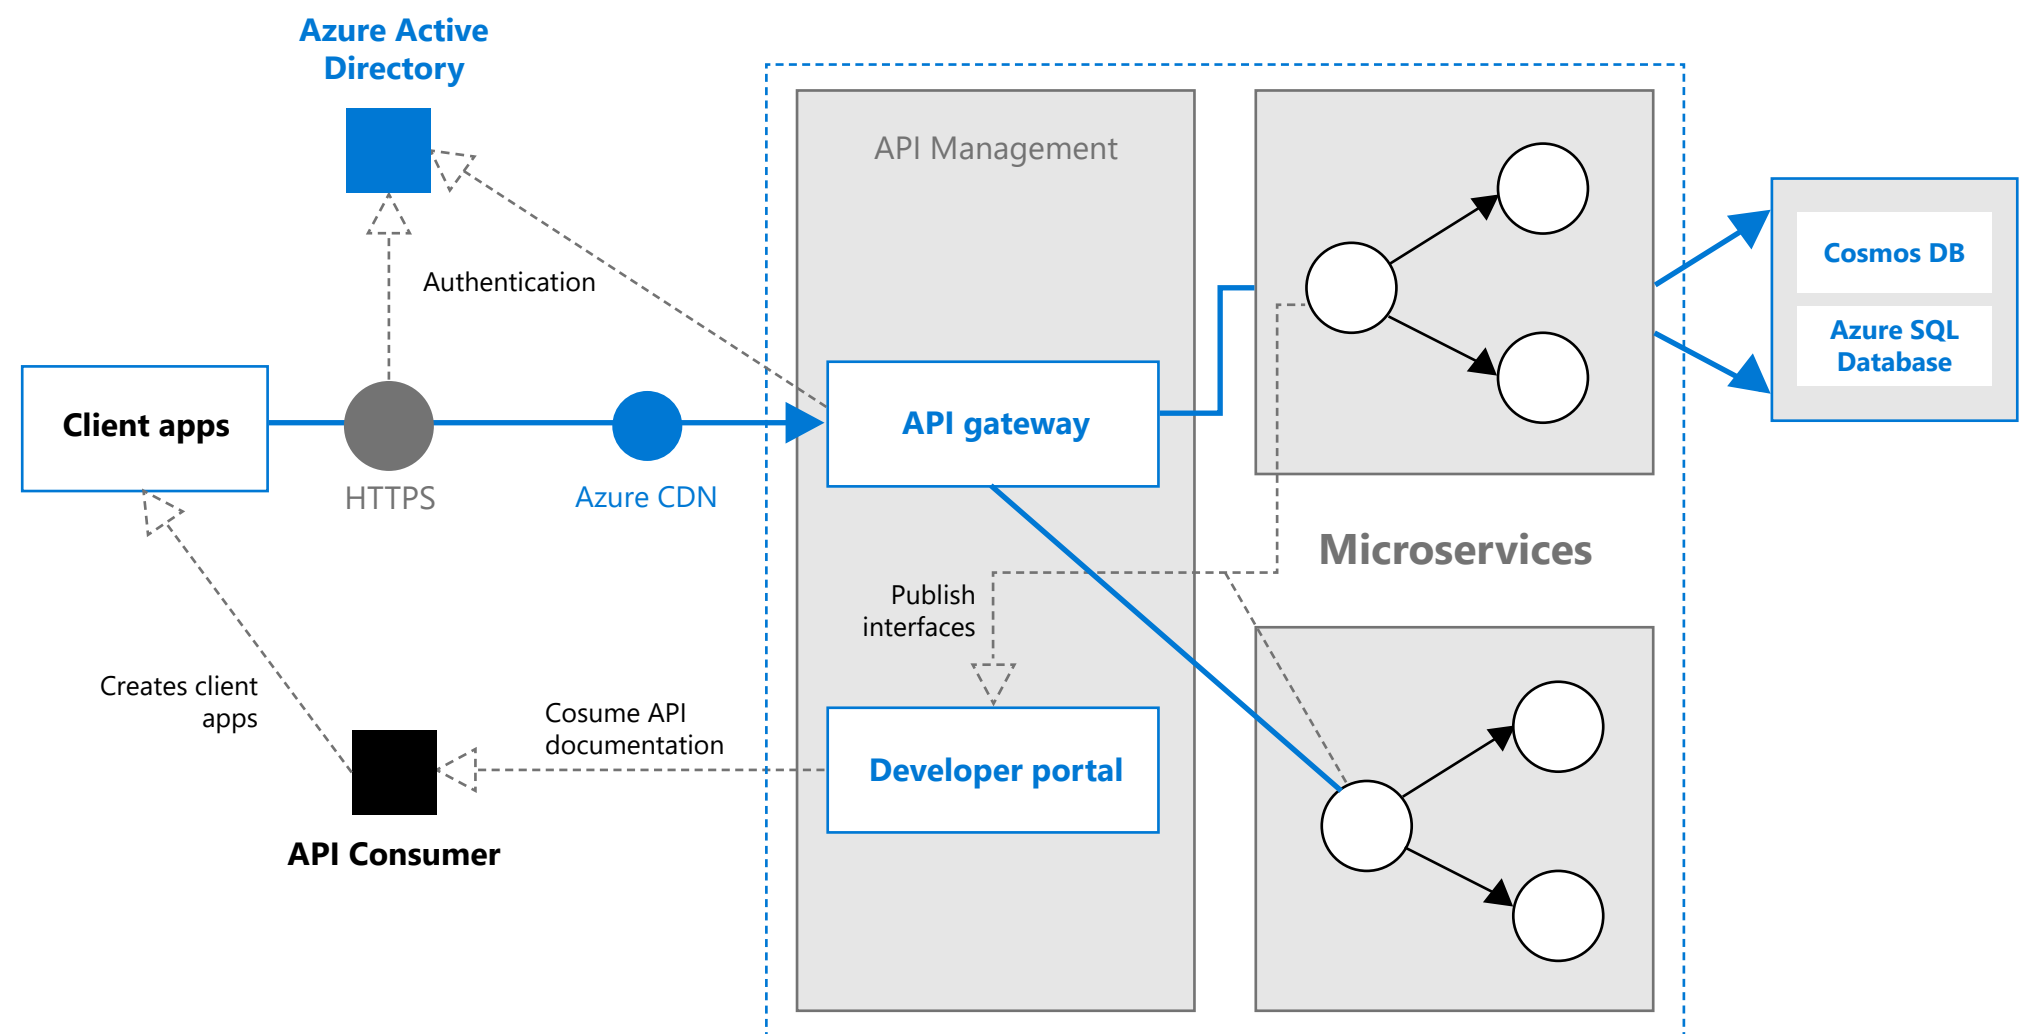 Azure Active
Directory
API Management
Authentication
Cosmos DB
Azure SQL
Database
Client apps
API gateway
HTTPS
Azure CDN
Microservices
Publish
interfaces
Creates client
apps
Cosume API
documentation
Developer portal
API Consumer